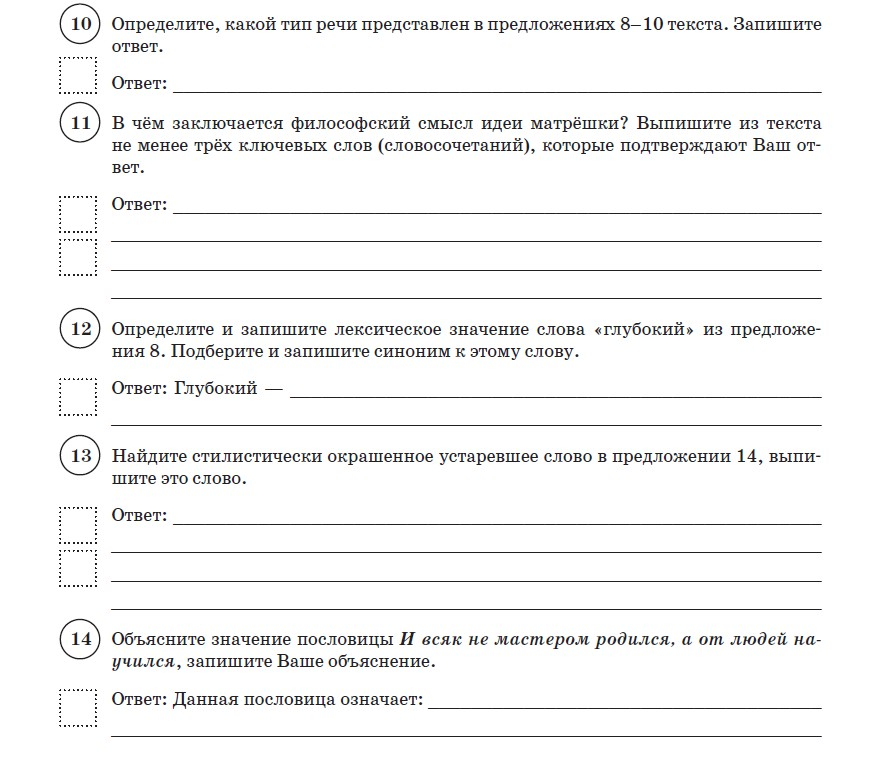 10 Определите, какой тип речи представлен в предложениях 8–10 текста. Запишите
ответ.
Ответ:
11 В чём заключается философский смысл идеи матрёшки? Выпишите из текста
не менее трёх ключевых слов (словосочетаний), которые подтверждают Ваш от-
вет.
Ответ:
12 Определите и запишите лексическое значение слова «глубокий» из предложе-
ния 8. Подберите и запишите синоним к этому слову.
Ответ: Глубокий —
13 Найдите стилистически окрашенное устаревшее слово в предложении 14, выпи-
шите это слово.
Ответ:
14 Объясните значение пословицы И всяк не мастером родился, а от людей на-
учился, запишите Ваше объяснение.
Ответ: Данная пословица означает: